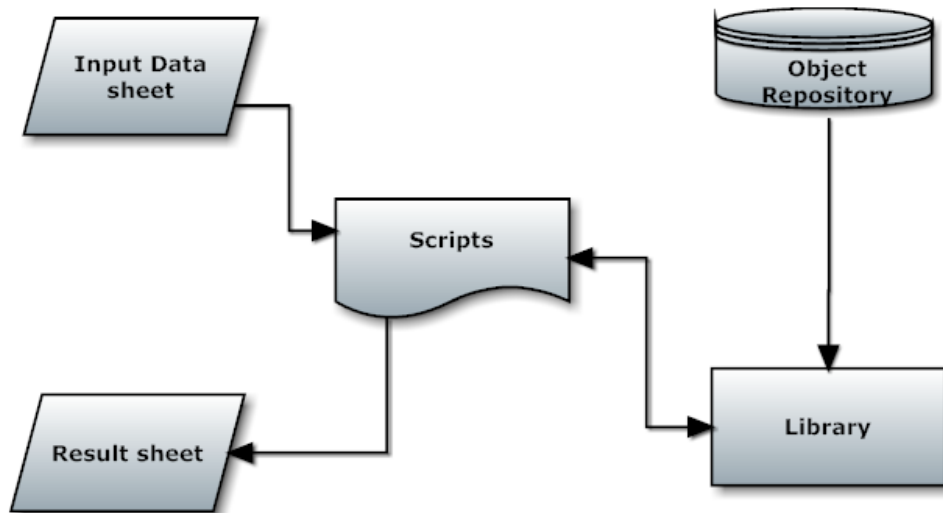 Input Data
sheet
Object
Repository
Scripts
Library
Result sheet